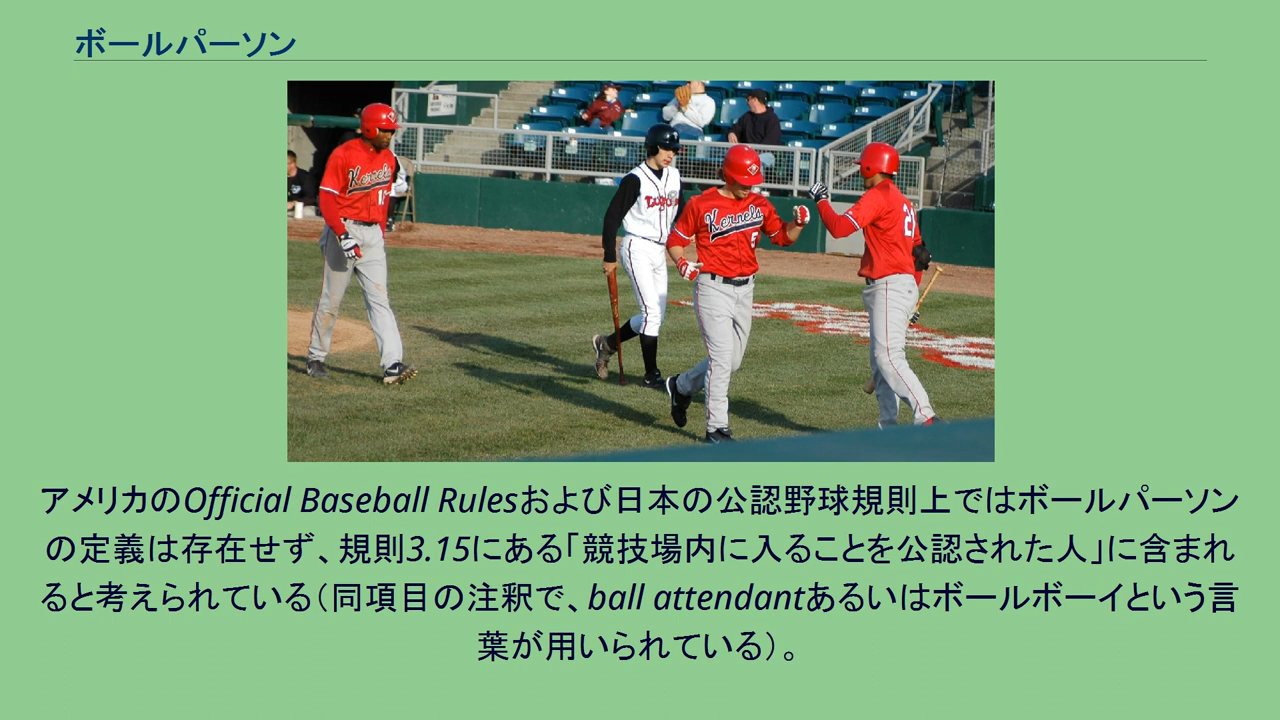 ボールパーソン
Kernels
Kernels
5
アメリカのOfficial Baseball Rulesおよび日本の公認野球規則上ではボールパーソン
の定義は存在せず、規則3.15にある「競技場内に入ることを公認された人」に含まれ
ると考えられている（同項目の注釈で、ball attendantあるいはボールボーイという言
葉が用いられている）。